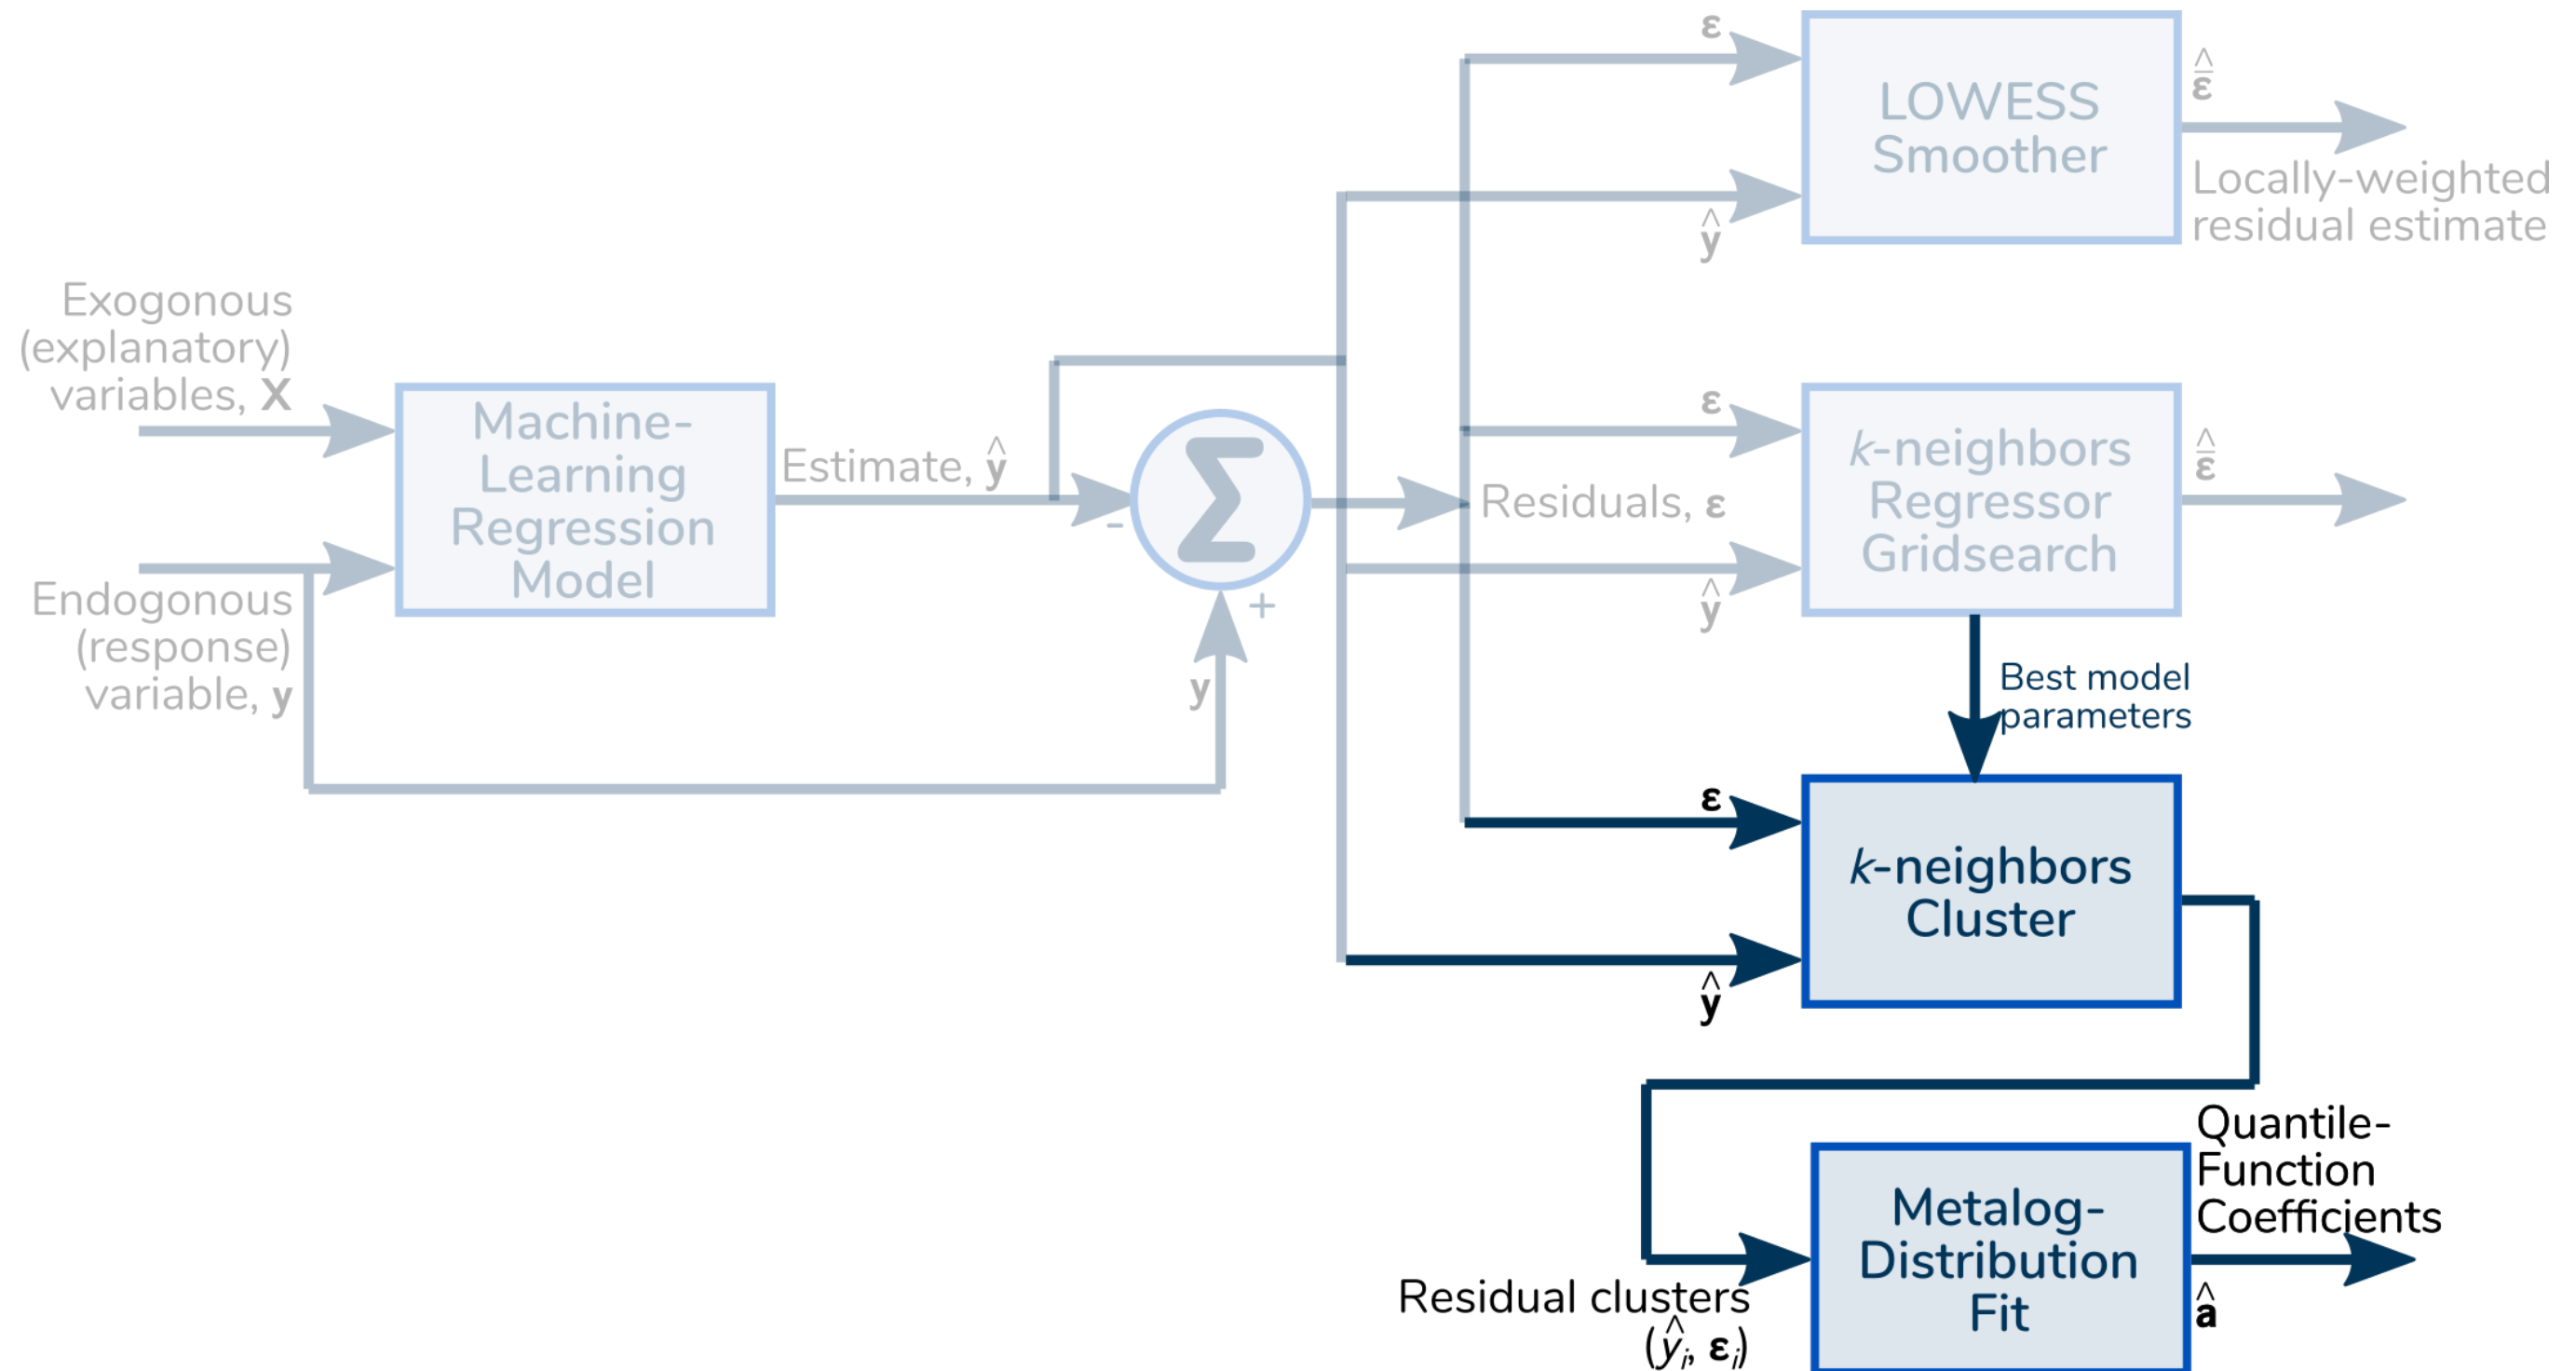 Exogonous
(explanatory)
variables, X
Endogonous
(response)
variable, y
Machine-
Learning
Regression
Model
Estimate, ŷ
-
Σ
+
y
Residuals, ε
ε
ŷ
LOWESS
Smoother
ε̄̂
Locally-weighted
residual estimate
ε
ŷ
k-neighbors
Regressor
Gridsearch
ε̄̂
Best model
parameters
ε
ŷ
k-neighbors
Cluster
Residual clusters
(ŷᵢ, εᵢ)
Metalog-
Distribution
Fit
Quantile-
Function
Coefficients
â